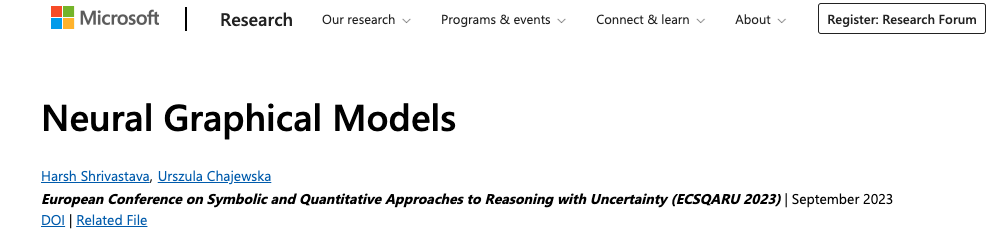 Microsoft | Research Our research Programs & events Connect & learn About Register: Research Forum
Neural Graphical Models
Harsh Shrivastava, Urszula Chajewska
European Conference on Symbolic and Quantitative Approaches to Reasoning with Uncertainty (ECSQARU 2023) | September 2023
DOI | Related File